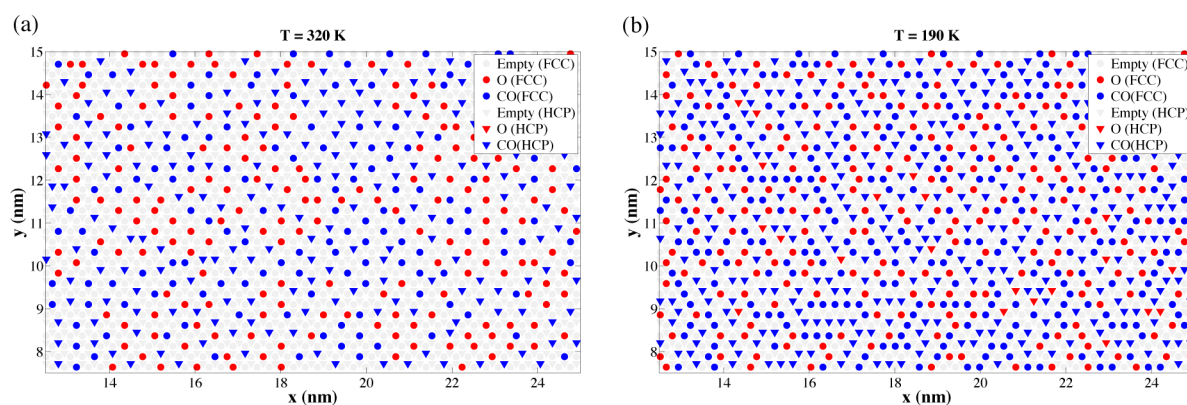 (a)
T = 320 K
15
14
13
12
11
10
9
8
y (nm)
14
16
18
20
22
24
x (nm)
Empty (FCC)
O (FCC)
CO(FCC)
Empty (HCP)
O (HCP)
CO(HCP)
(b)
T = 190 K
15
14
13
12
11
10
9
8
y (nm)
14
16
18
20
22
24
x (nm)
Empty (FCC)
O (FCC)
CO(FCC)
Empty (HCP)
O (HCP)
CO(HCP)